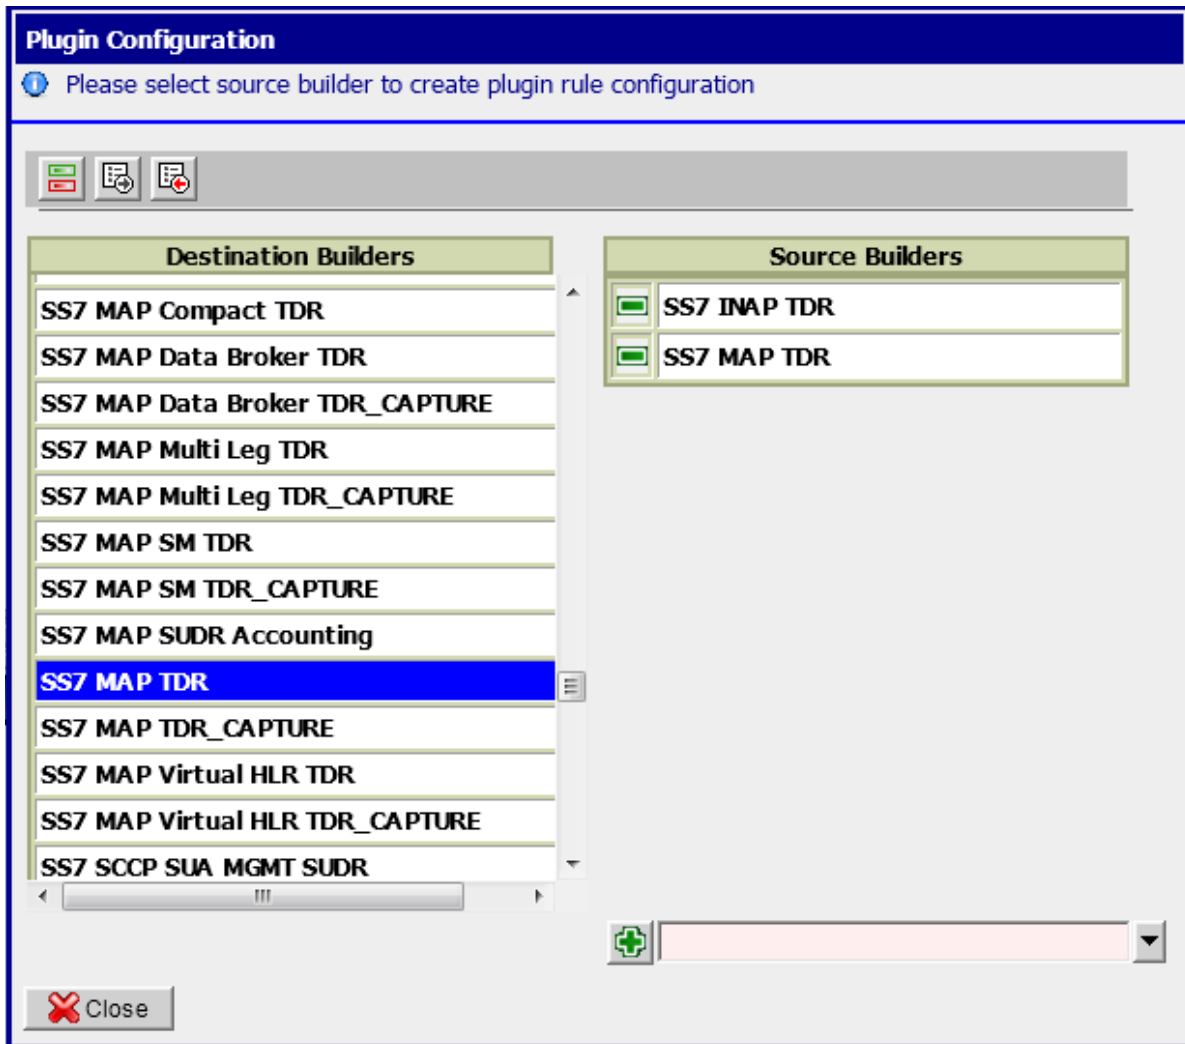 Plugin Configuration
Please select source builder to create plugin rule configuration
Destination Builders
SS7 MAP Compact TDR
SS7 MAP Data Broker TDR
SS7 MAP Data Broker TDR_CAPTURE
SS7 MAP Multi Leg TDR
SS7 MAP Multi Leg TDR_CAPTURE
SS7 MAP SM TDR
SS7 MAP SM TDR_CAPTURE
SS7 MAP SUDR Accounting
SS7 MAP TDR
SS7 MAP TDR_CAPTURE
SS7 MAP Virtual HLR TDR
SS7 MAP Virtual HLR TDR_CAPTURE
SS7 SCCP SUA MGMT SUDR
Source Builders
SS7 INAP TDR
SS7 MAP TDR
Close